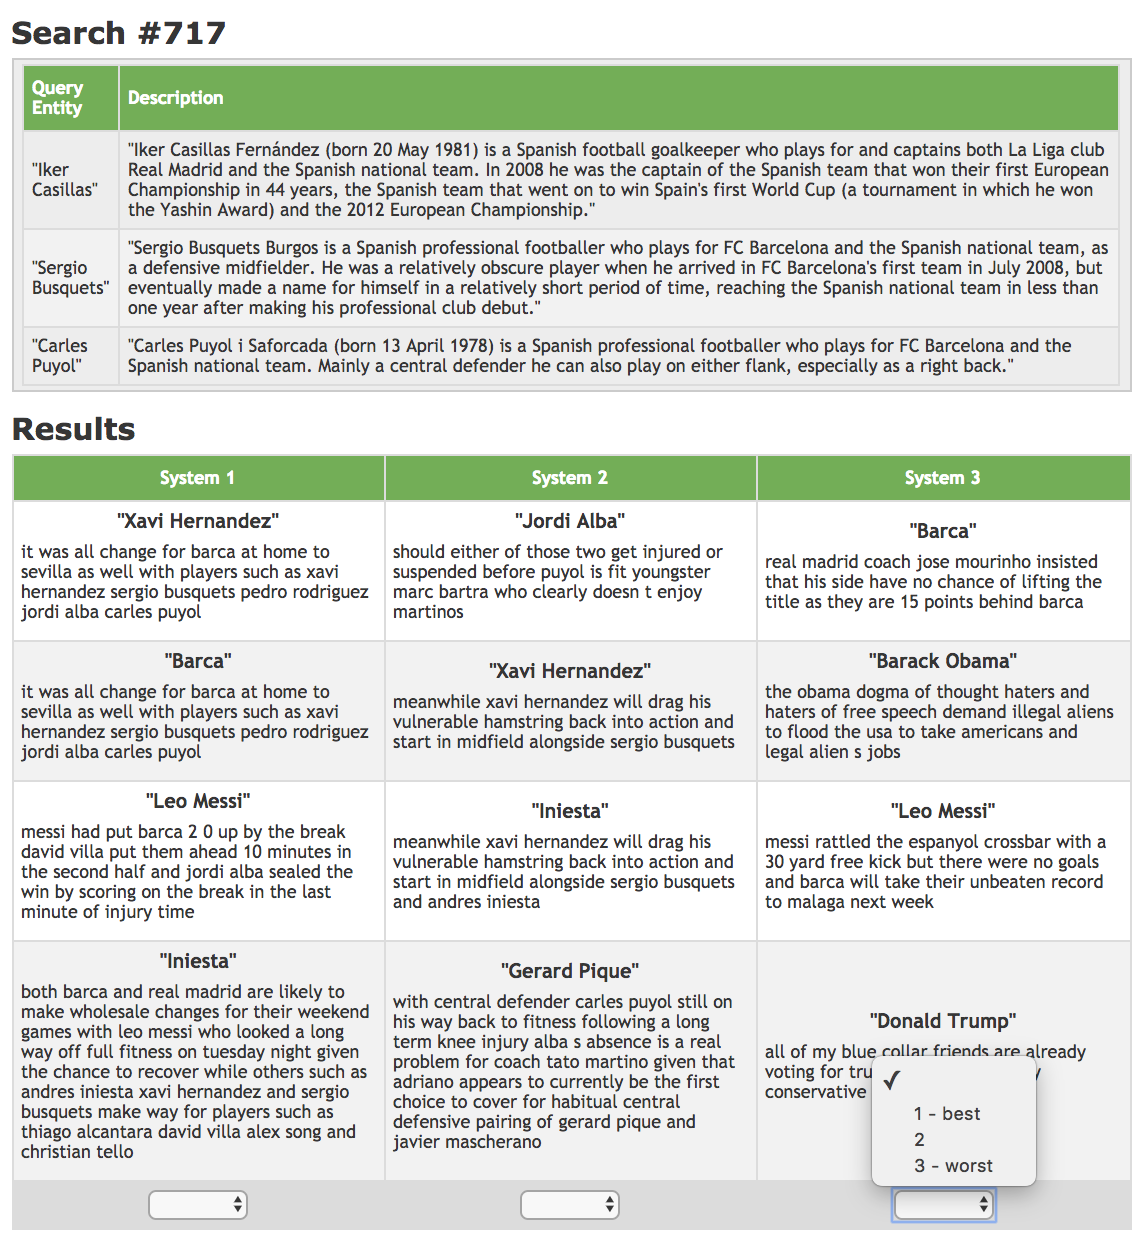 Search #717
Query
Entity
Description
"Iker
Casillas"
"Iker Casillas Fernández (born 20 May 1981) is a Spanish football goalkeeper who plays for and captains both La Liga club
Real Madrid and the Spanish national team. In 2008 he was the captain of the Spanish team that won their first European
Championship in 44 years, the Spanish team that went on to win Spain's first World Cup (a tournament in which he won
the Yashin Award) and the 2012 European Championship."
"Sergio
Busquets"
"Sergio Busquets Burgos is a Spanish professional footballer who plays for FC Barcelona and the Spanish national team, as
a defensive midfielder. He was a relatively obscure player when he arrived in FC Barcelona's first team in July 2008, but
eventually made a name for himself in a relatively short period of time, reaching the Spanish national team in less than
one year after making his professional club debut."
"Carles
Puyol"
"Carles Puyol i Saforcada (born 13 April 1978) is a Spanish professional footballer who plays for FC Barcelona and the
Spanish national team. Mainly a central defender he can also play on either flank, especially as a right back."
Results
System 1
System 2
System 3
"Xavi Hernandez"
it was all change for barca at home to
sevilla as well with players such as xavi
hernandez sergio busquets pedro rodriguez
jordi alba carles puyol
"Jordi Alba"
should either of those two get injured or
suspended before puyol is fit youngster
marc bartra who clearly doesn t enjoy
martinos
"Barca"
real madrid coach jose mourinho insisted
that his side have no chance of lifting the
title as they are 15 points behind barca
"Barca"
it was all change for barca at home to
sevilla as well with players such as xavi
hernandez sergio busquets pedro rodriguez
jordi alba carles puyol
"Xavi Hernandez"
meanwhile xavi hernandez will drag his
vulnerable hamstring back into action and
start in midfield alongside sergio busquets
"Barack Obama"
the obama dogma of thought haters and
haters of free speech demand illegal aliens
to flood the usa to take americans and
legal alien s jobs
"Leo Messi"
messi had put barca 2 0 up by the break
david villa put them ahead 10 minutes in
the second half and jordi alba sealed the
win by scoring on the break in the last
minute of injury time
"Iniesta"
meanwhile xavi hernandez will drag his
vulnerable hamstring back into action and
start in midfield alongside sergio busquets
and andres iniesta
"Leo Messi"
messi rattled the espanyol crossbar with a
30 yard free kick but there were no goals
and barca will take their unbeaten record
to malaga next week
"Iniesta"
both barca and real madrid are likely to
make wholesale changes for their weekend
games with leo messi who looked a long
way off full fitness on tuesday night given
the chance to recover while others such as
andres iniesta xavi hernandez and sergio
busquets make way for players such as
thiago alcantara david villa alex song and
christian tello
"Gerard Pique"
with central defender carles puyol still on
his way back to fitness following a long
term knee injury alba s absence is a real
problem for coach tato martino given that
adriano appears to currently be the first
choice to cover for habitual central
defensive pairing of gerard pique and
javier mascherano
"Donald Trump"
all of my blue collar friends are already
voting for
conservative
1 - best
2
3 - worst